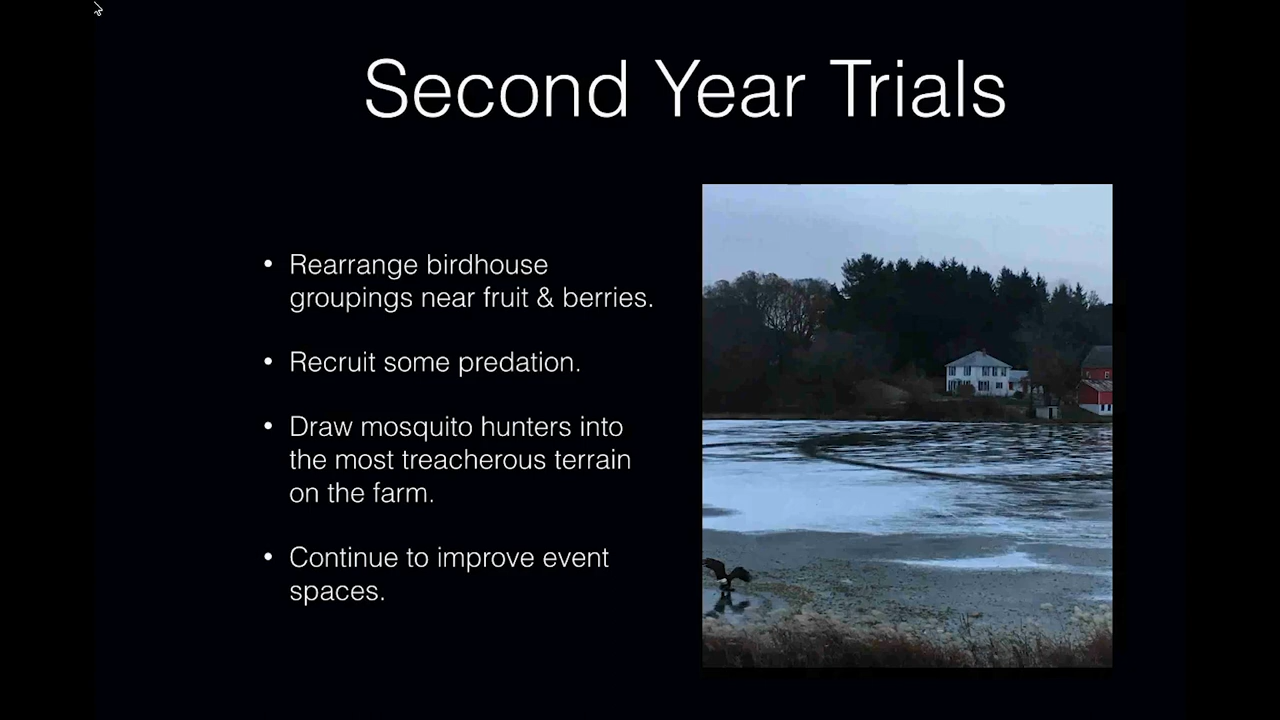 Second Year Trials
• Rearrange birdhouse
groupings near fruit & berries.
• Recruit some predation.
• Draw mosquito hunters into
the most treacherous terrain
on the farm.
• Continue to improve event
spaces.